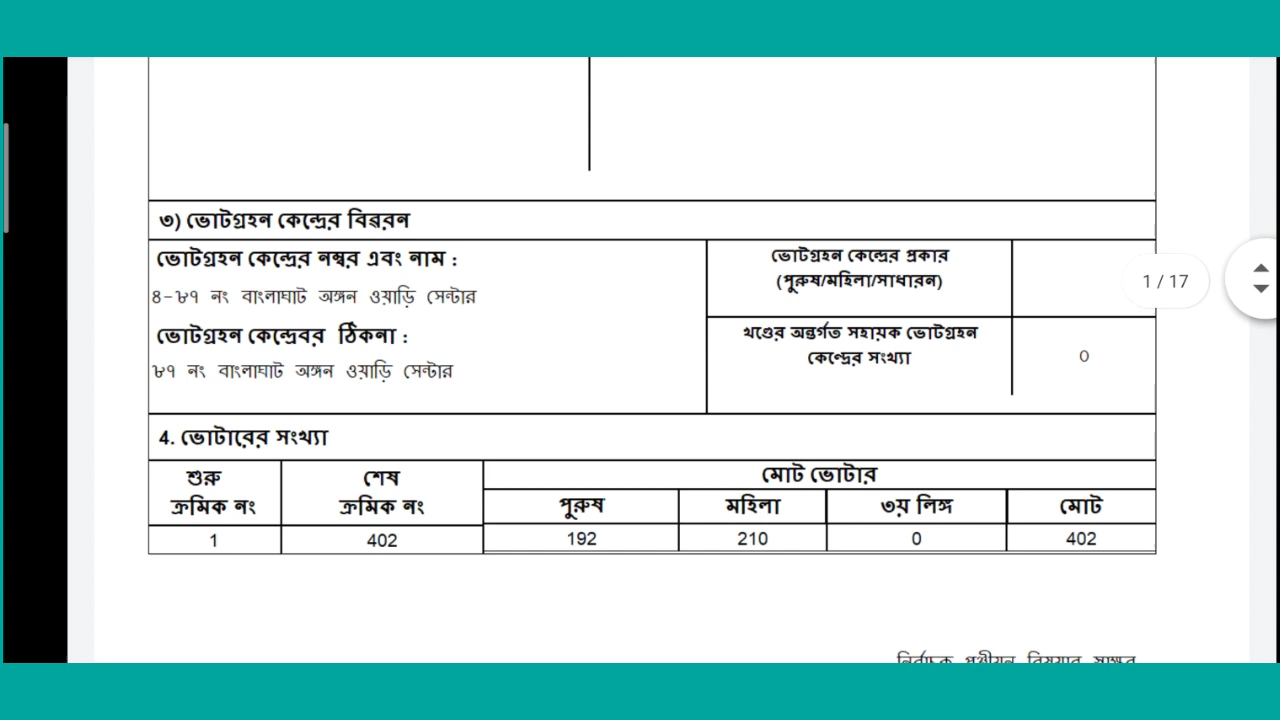 ৩) ভোটগ্রহন কেন্দ্রের বিৱরন
ভোটগ্রহন কেন্দ্রের নম্বর এবং নাম :
৪-৮৭ নং বাংলাঘাট অঙ্গন ওয়াড়ি সেন্টার
ভোটগ্রহন কেন্দ্রেবর ঠিকনা :
৮৭ নং বাংলাঘাট অঙ্গন ওয়াড়ি সেন্টার
ভোটগ্রহন কেন্দ্রের প্রকার
(পুরুষ/মহিলা/সাধারন)
খণ্ডের অন্তর্গত সহায়ক ভোটগ্রহন
কেণ্দ্রের সংখ্যা
0
1 / 17
4. ভোটারের সংখ্যা
শুরু
ক্রমিক নং
শেষ
ক্রমিক নং
মোট ভোটার
পুরুষ মহিলা ৩য় লিঙ্গ মোট
1 402 192 210 0 402